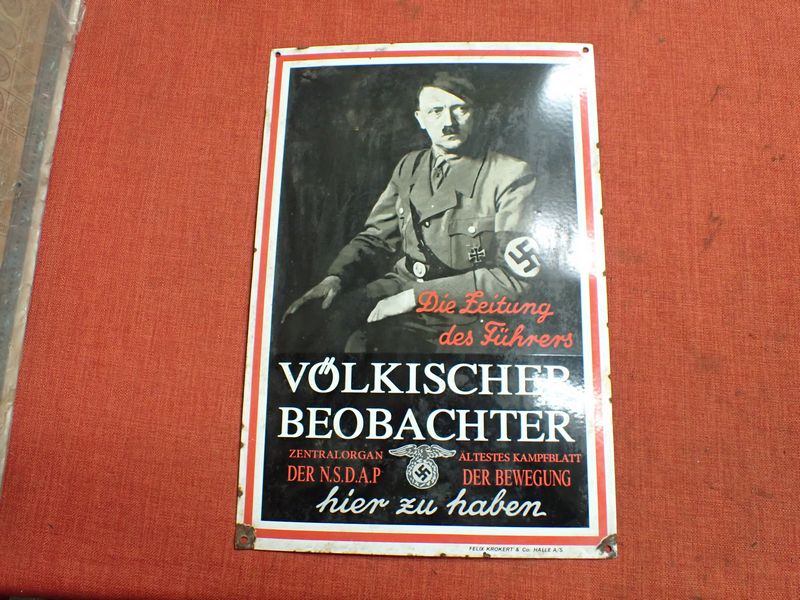 Die Zeitung
des Führers
VÖLKISCHER
BEOBACHTER
ZENTRALORGAN
DER N.S.D.A.P
ÄLTESTES KAMPFBLATT
DER BEWEGUNG
hier zu haben
FELIX KROKERT & Co. HALLE A/S